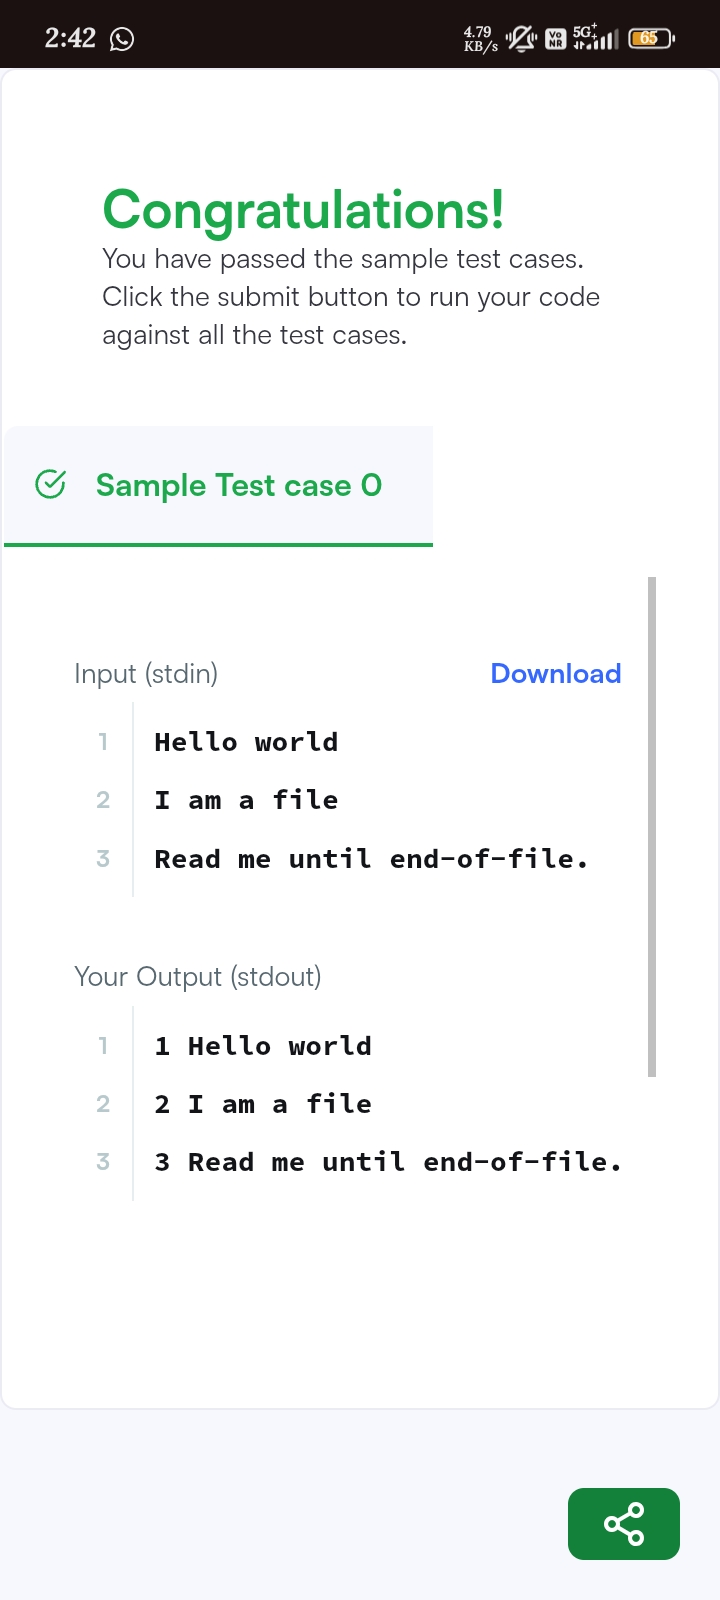 2:42 4.79 KB/s Vo NR 5G+ 65
Congratulations!
You have passed the sample test cases.
Click the submit button to run your code
against all the test cases.
Sample Test case 0
Input (stdin) Download
1 Hello world
2 I am a file
3 Read me until end-of-file.
Your Output (stdout)
1 1 Hello world
2 2 I am a file
3 3 Read me until end-of-file.